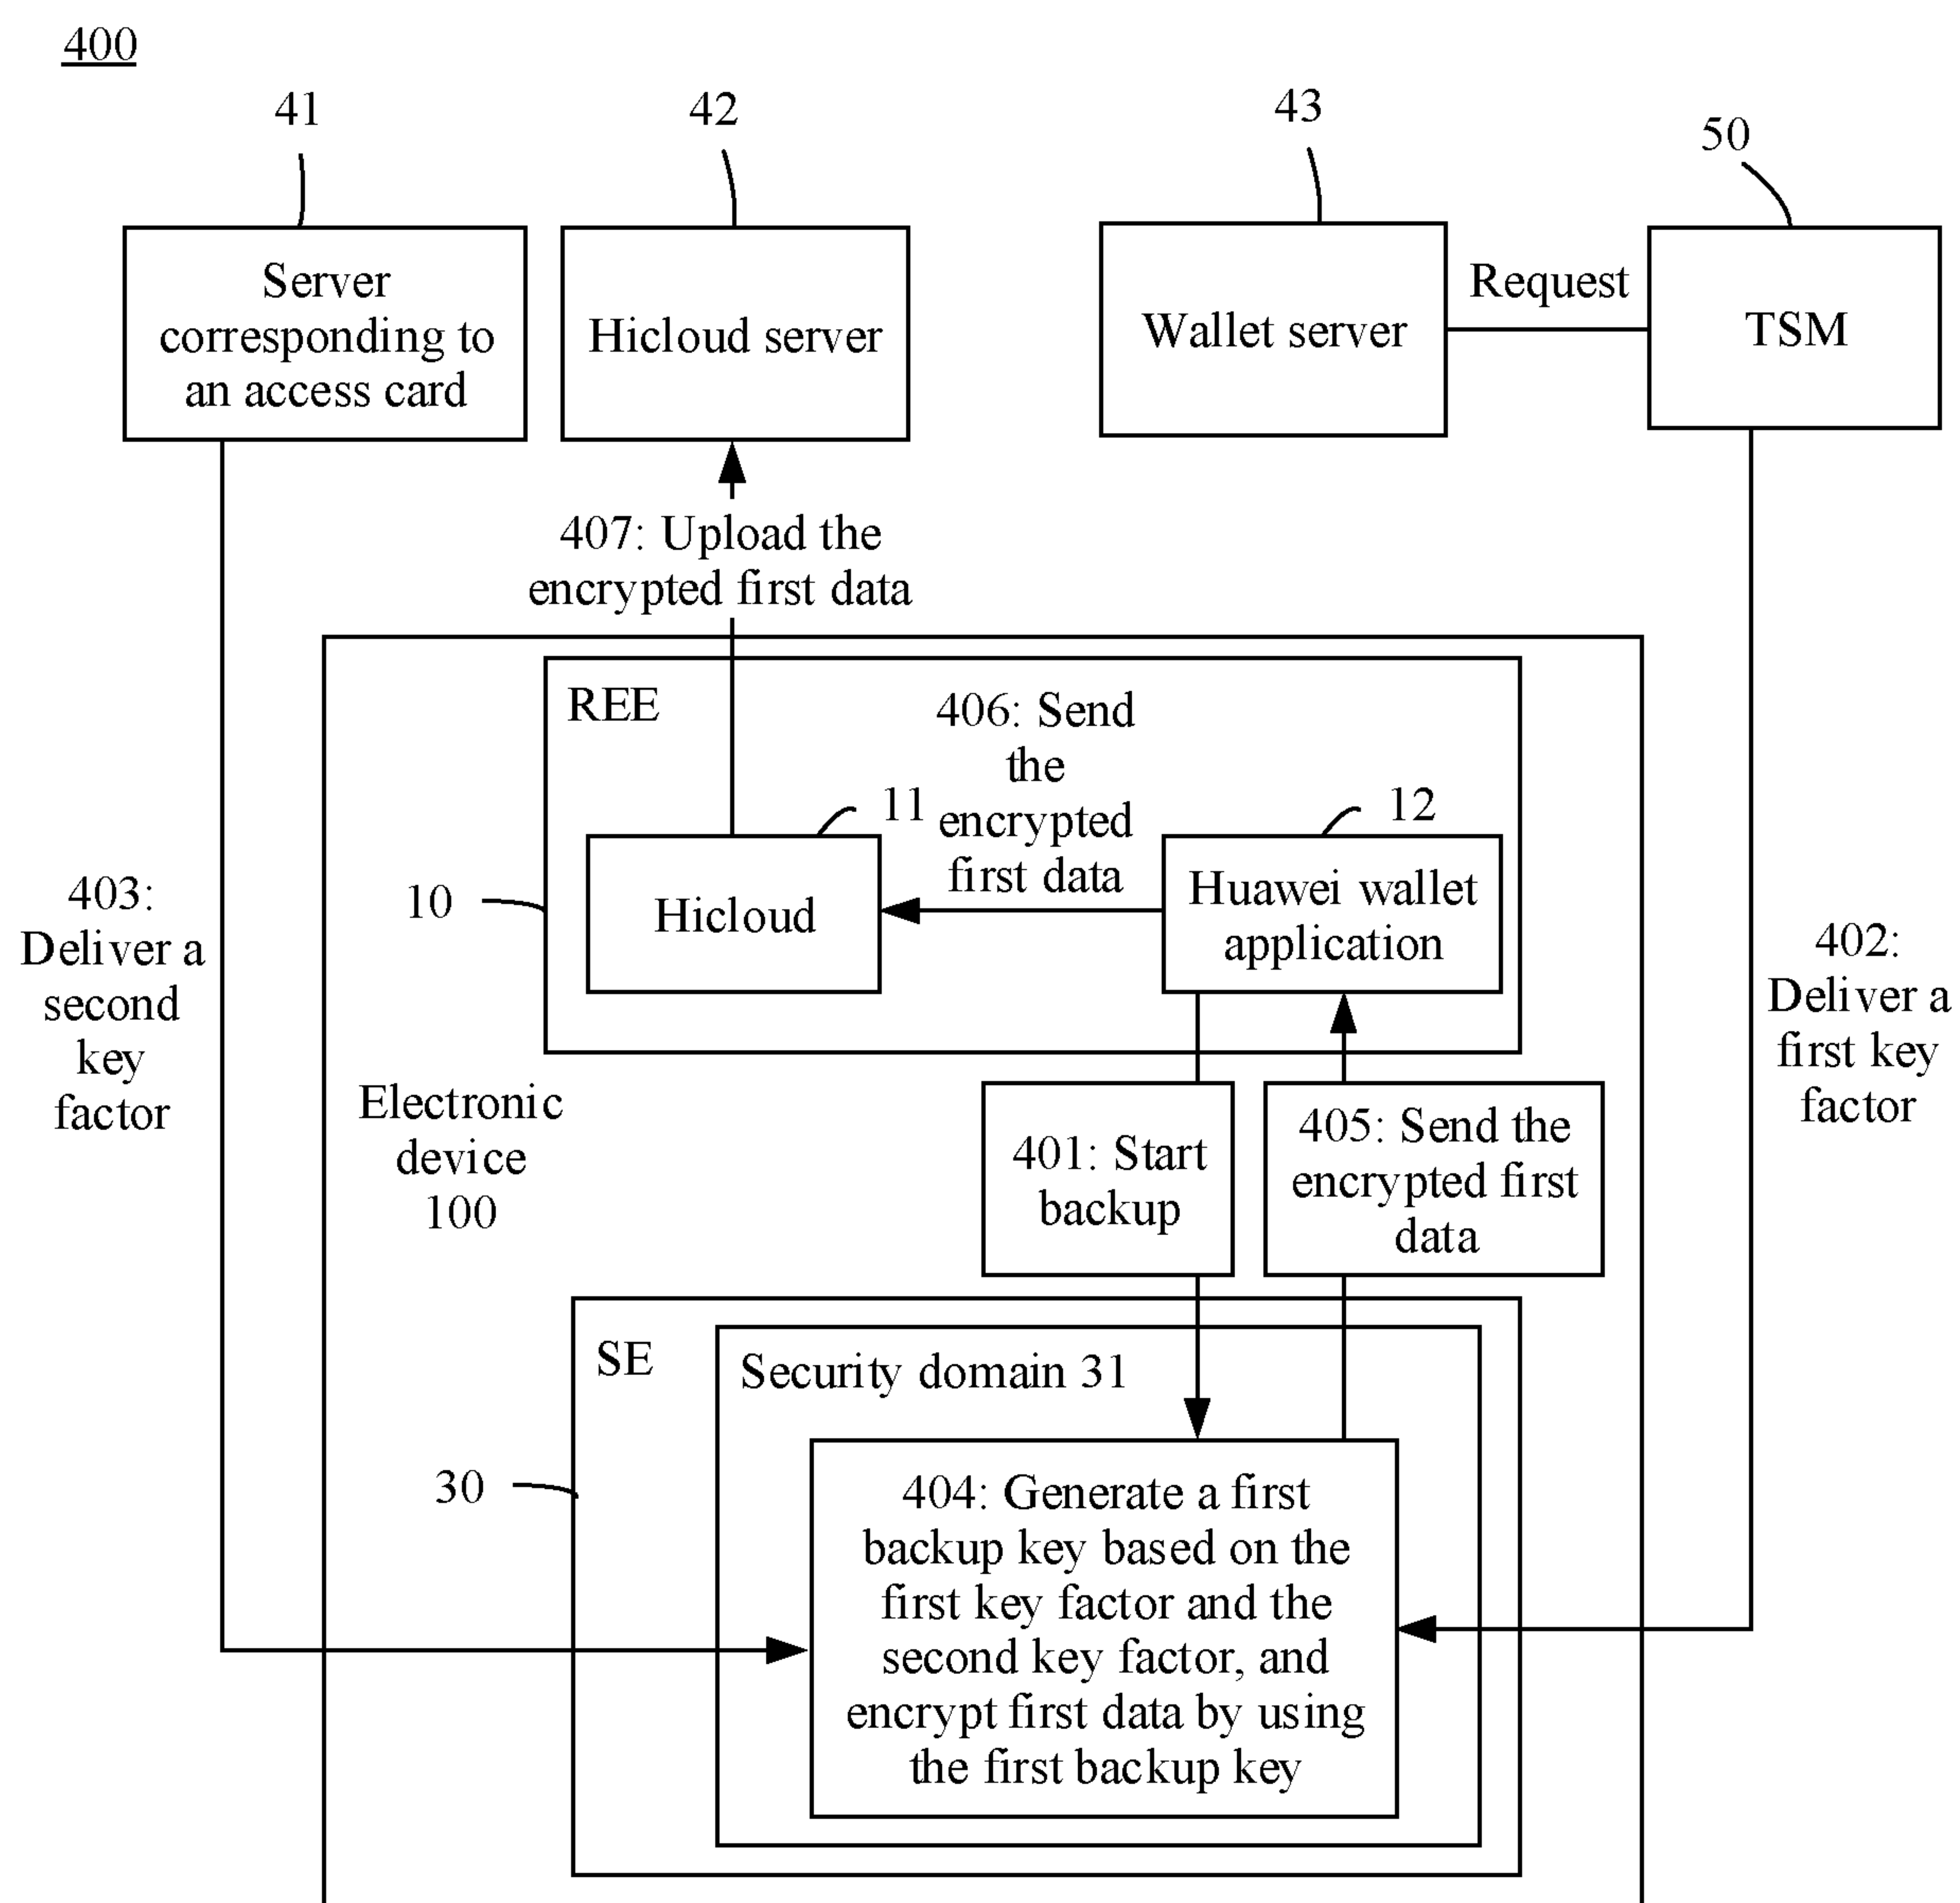 400
41
42
43
50
Server
corresponding to
an access card
Hicloud server
Wallet server
Request
TSM
407: Upload the
encrypted first data
REE
406: Send
the
encrypted
first data
11
12
Hicloud
Huawei wallet
application
10
403:
Deliver a
second
key
factor
402:
Deliver a
first key
factor
Electronic
device
100
401: Start
backup
405: Send the
encrypted first
data
SE
Security domain 31
30
404: Generate a first
backup key based on the
first key factor and the
second key factor, and
encrypt first data by using
the first backup key